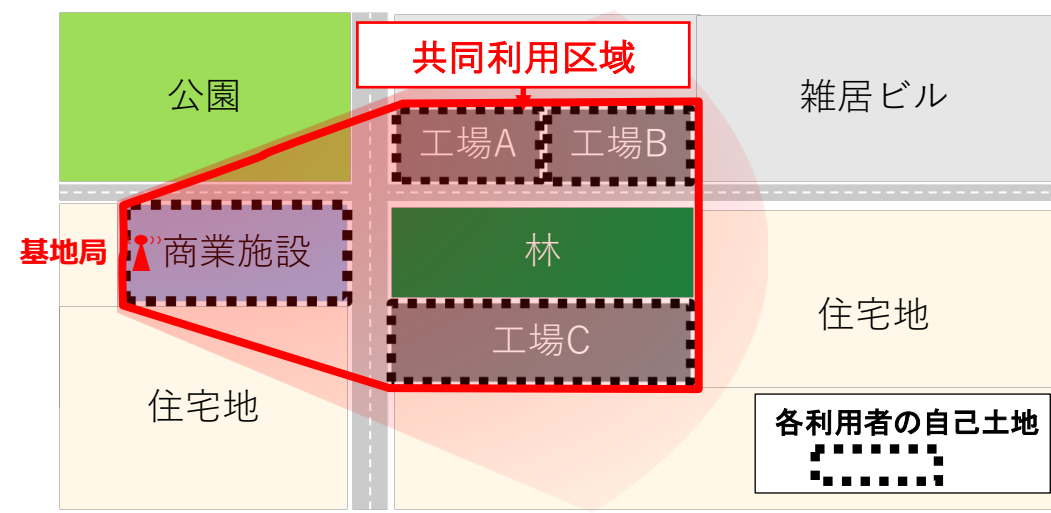 共同利用区域
公園
雑居ビル
工場A
工場B
基地局
商業施設
林
住宅地
工場C
住宅地
各利用者の自己土地